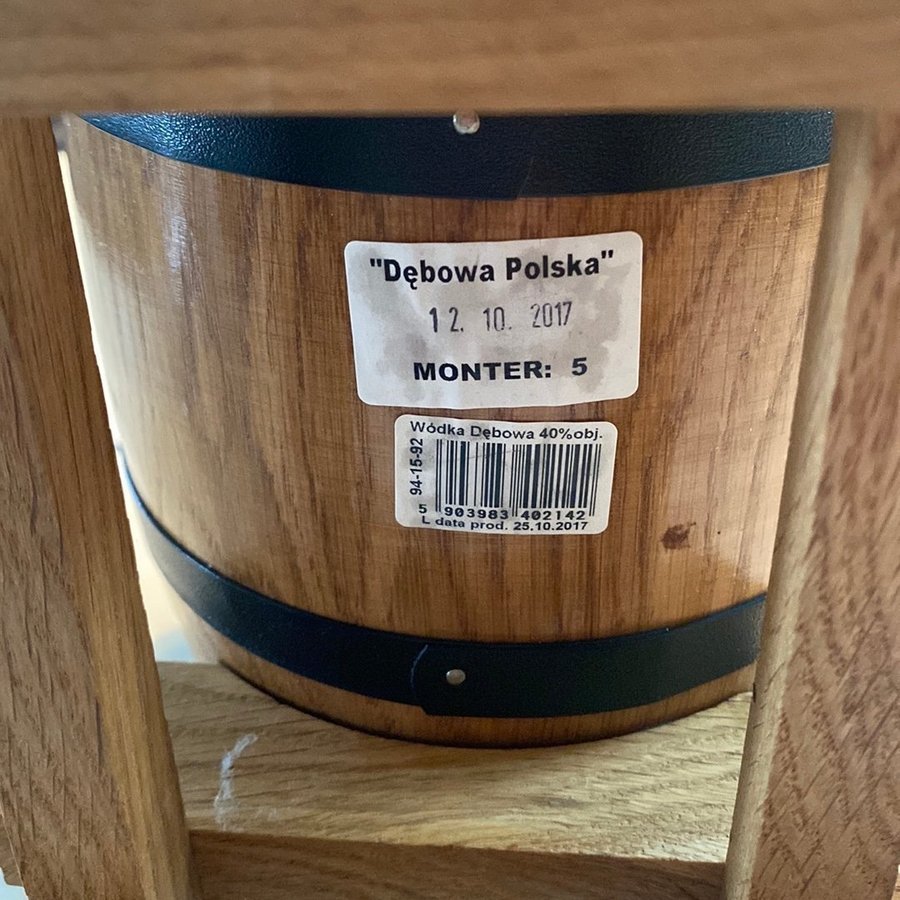 "Dębowa Polska"
12. 10. 2017
MONTER: 5
Wódka Dębowa 40%obj.
94-15-92
5 903983 402142
L data prod. 25.10.2017